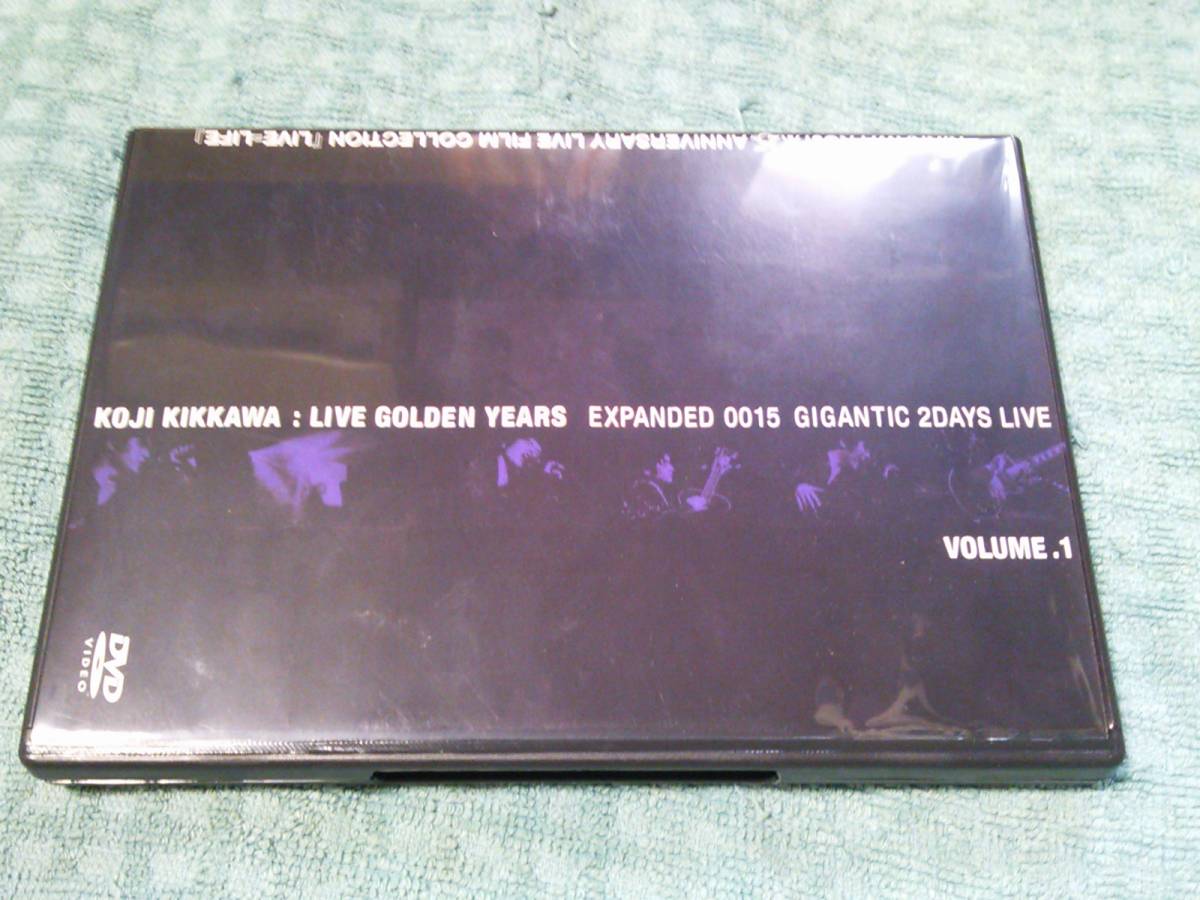 ANNIVERSARY LIVE FILM COLLECTION『LIVE=LIFE』
KOJI KIKKAWA : LIVE GOLDEN YEARS EXPANDED 0015 GIGANTIC 2DAYS LIVE
VOLUME.1
DVD
VIDEO